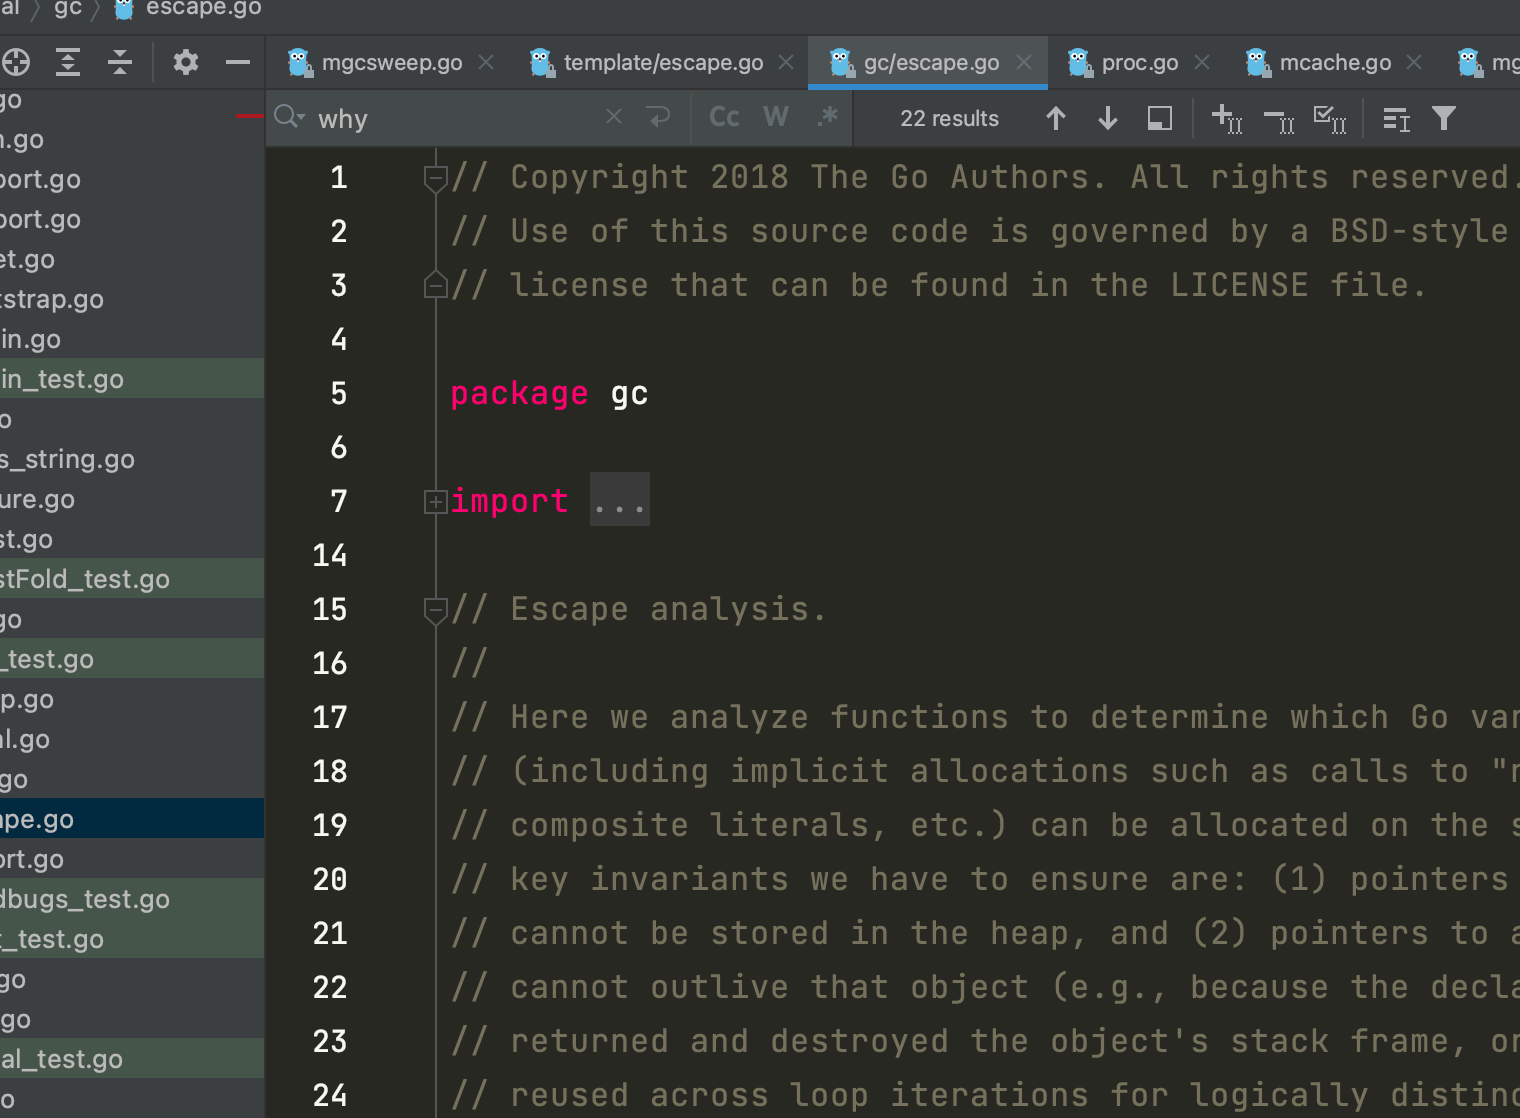 al gc escape.go
mgcsweep.go template/escape.go gc/escape.go proc.go mcache.go mg
why Cc W .* 22 results
go
n.go
port.go
port.go
et.go
tstrap.go
in.go
in_test.go
o
s_string.go
ure.go
st.go
stFold_test.go
go
_test.go
p.go
al.go
go
ape.go
ort.go
dbugs_test.go
t_test.go
go
go
al_test.go
o
1 // Copyright 2018 The Go Authors. All rights reserved.
2 // Use of this source code is governed by a BSD-style
3 // license that can be found in the LICENSE file.
4
5 package gc
6
7 import ...
14
15 // Escape analysis.
16 //
17 // Here we analyze functions to determine which Go var
18 // (including implicit allocations such as calls to "n
19 // composite literals, etc.) can be allocated on the s
20 // key invariants we have to ensure are: (1) pointers
21 // cannot be stored in the heap, and (2) pointers to a
22 // cannot outlive that object (e.g., because the decla
23 // returned and destroyed the object's stack frame, or
24 // reused across loop iterations for logically distinc